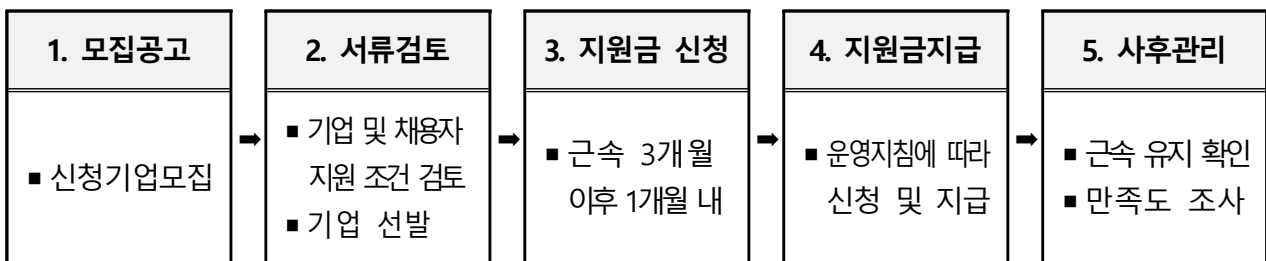 1. 모집공고
■ 신청기업모집
➡
2. 서류검토
■ 기업 및 채용자
지원 조건 검토
■ 기업 선발
➡
3. 지원금 신청
■ 근속 3개월
이후 1개월 내
➡
4. 지원금지급
■ 운영지침에 따라
신청 및 지급
➡
5. 사후관리
■ 근속 유지 확인
■ 만족도 조사